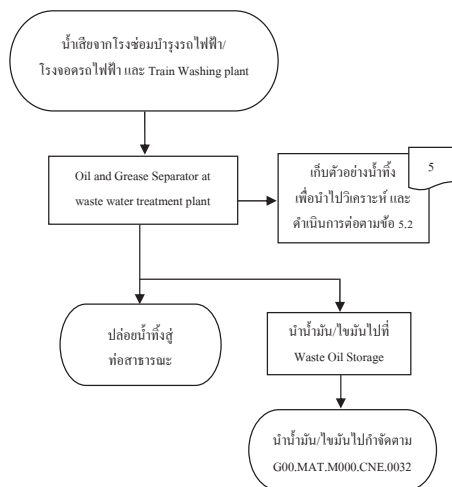 น้ำเสียจากโรงซ่อมบำรุงรถไฟฟ้า/
โรงจอดรถไฟฟ้า และ Train Washing plant
Oil and Grease Separator at
waste water treatment plant
5
เก็บตัวอย่างน้ำทิ้ง
เพื่อนำไปวิเคราะห์ และ
ดำเนินการต่อตามข้อ 5.2
ปล่อยน้ำทิ้งสู่
ท่อสาธารณะ
นำน้ำมัน/ไขมันไปที่
Waste Oil Storage
นำน้ำมัน/ไขมันไปกำจัดตาม
G00.MAT.M000.CNE.0032